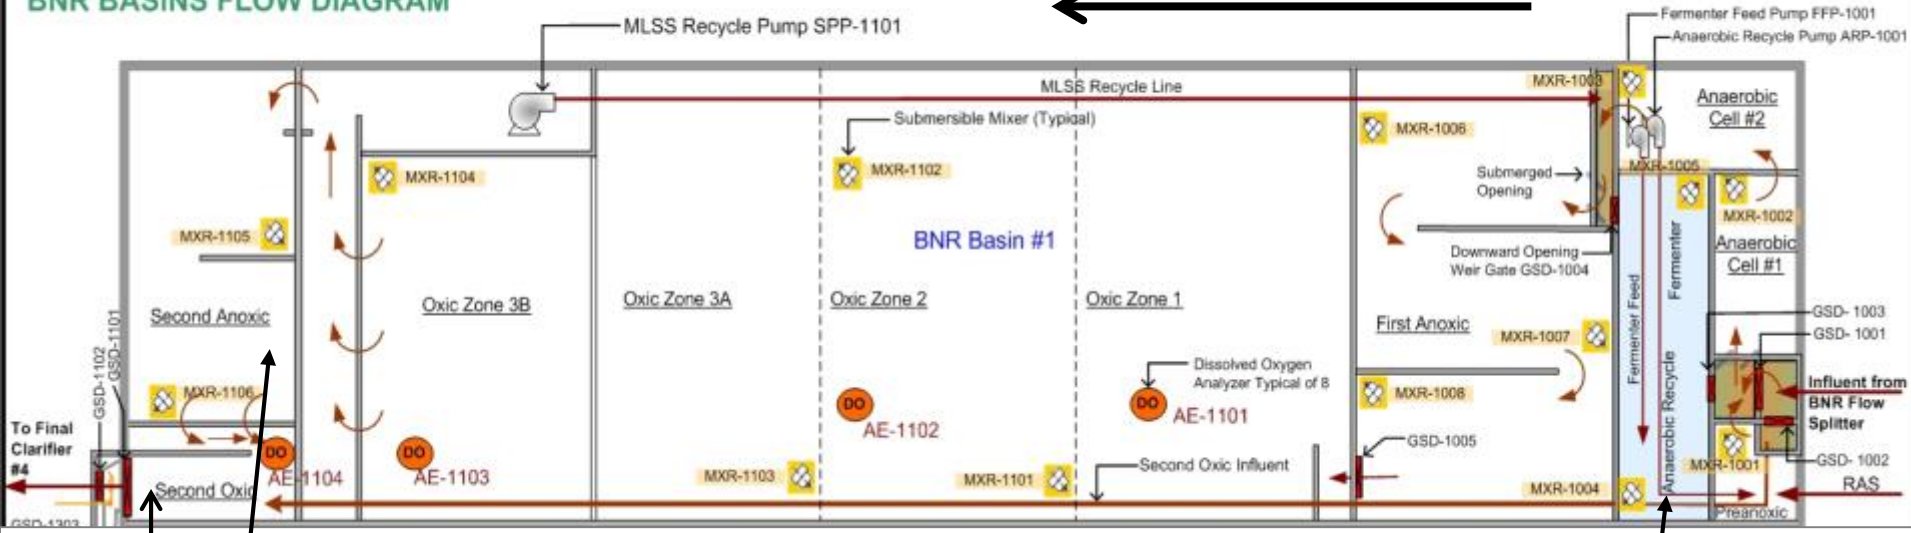 BNR BASINS FLOW DIAGRAM
MLSS Recycle Pump SPP-1101
Fermenter Feed Pump FFP-1001
Anaerobic Recycle Pump ARP-1001
MLSS Recycle Line
MXR-1003
Anaerobic
Cell #2
Submersible Mixer (Typical)
MXR-1006
MXR-1104
MXR-1102
Submerged
Opening
MXR-1005
MXR-1002
MXR-1105
BNR Basin #1
Downward Opening
Weir Gate GSD-1004
Fermenter
Anaerobic
Cell #1
Second Anoxic
Oxic Zone 3B
Oxic Zone 3A
Oxic Zone 2
Oxic Zone 1
First Anoxic
MXR-1007
Fermenter Feed
GSD- 1003
GSD- 1001
GSD-1102
GSD-1101
MXR-1106
Dissolved Oxygen
Analyzer Typical of 8
MXR-1008
Anaerobic Recycle
Influent from
BNR Flow
Splitter
To Final
Clarifier
#4
DO
AE-1104
DO
AE-1103
DO
AE-1102
DO
AE-1101
GSD-1005
MXR-1001
GSD- 1002
Second Oxic
MXR-1103
MXR-1101
Second Oxic Influent
MXR-1004
RAS
Preanoxic
GSD-1303